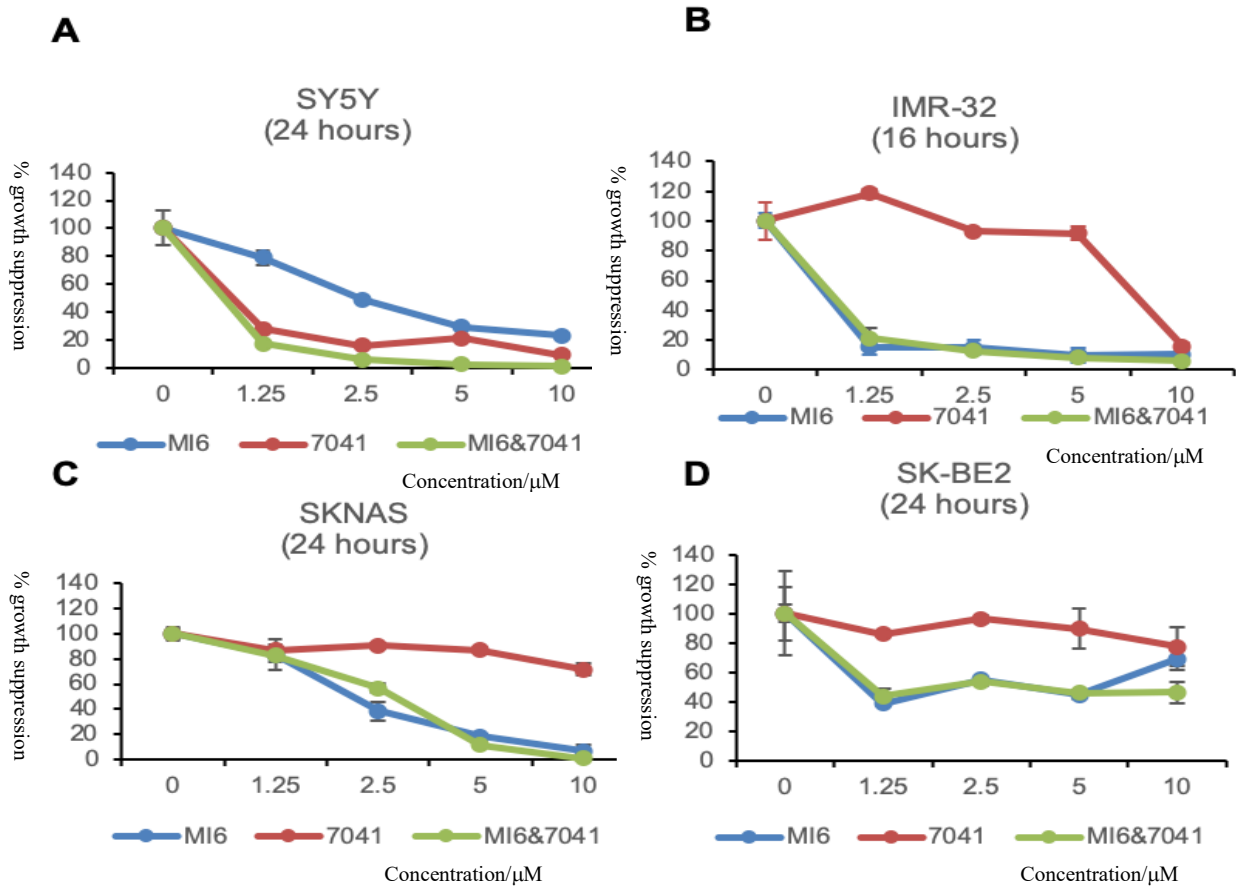 A
SY5Y
(24 hours)
% growth suppression
140
120
100
80
60
40
20
0
0 1.25 2.5 5 10
MI6 7041 MI6&7041
Concentration/μM
B
IMR-32
(16 hours)
% growth suppression
140
120
100
80
60
40
20
0
0 1.25 2.5 5 10
MI6 7041 MI6&7041
Concentration/μM
C
SKNAS
(24 hours)
% growth suppression
140
120
100
80
60
40
20
0
0 1.25 2.5 5 10
MI6 7041 MI6&7041
Concentration/μM
D
SK-BE2
(24 hours)
% growth suppression
140
120
100
80
60
40
20
0
0 1.25 2.5 5 10
MI6 7041 MI6&7041
Concentration/μM